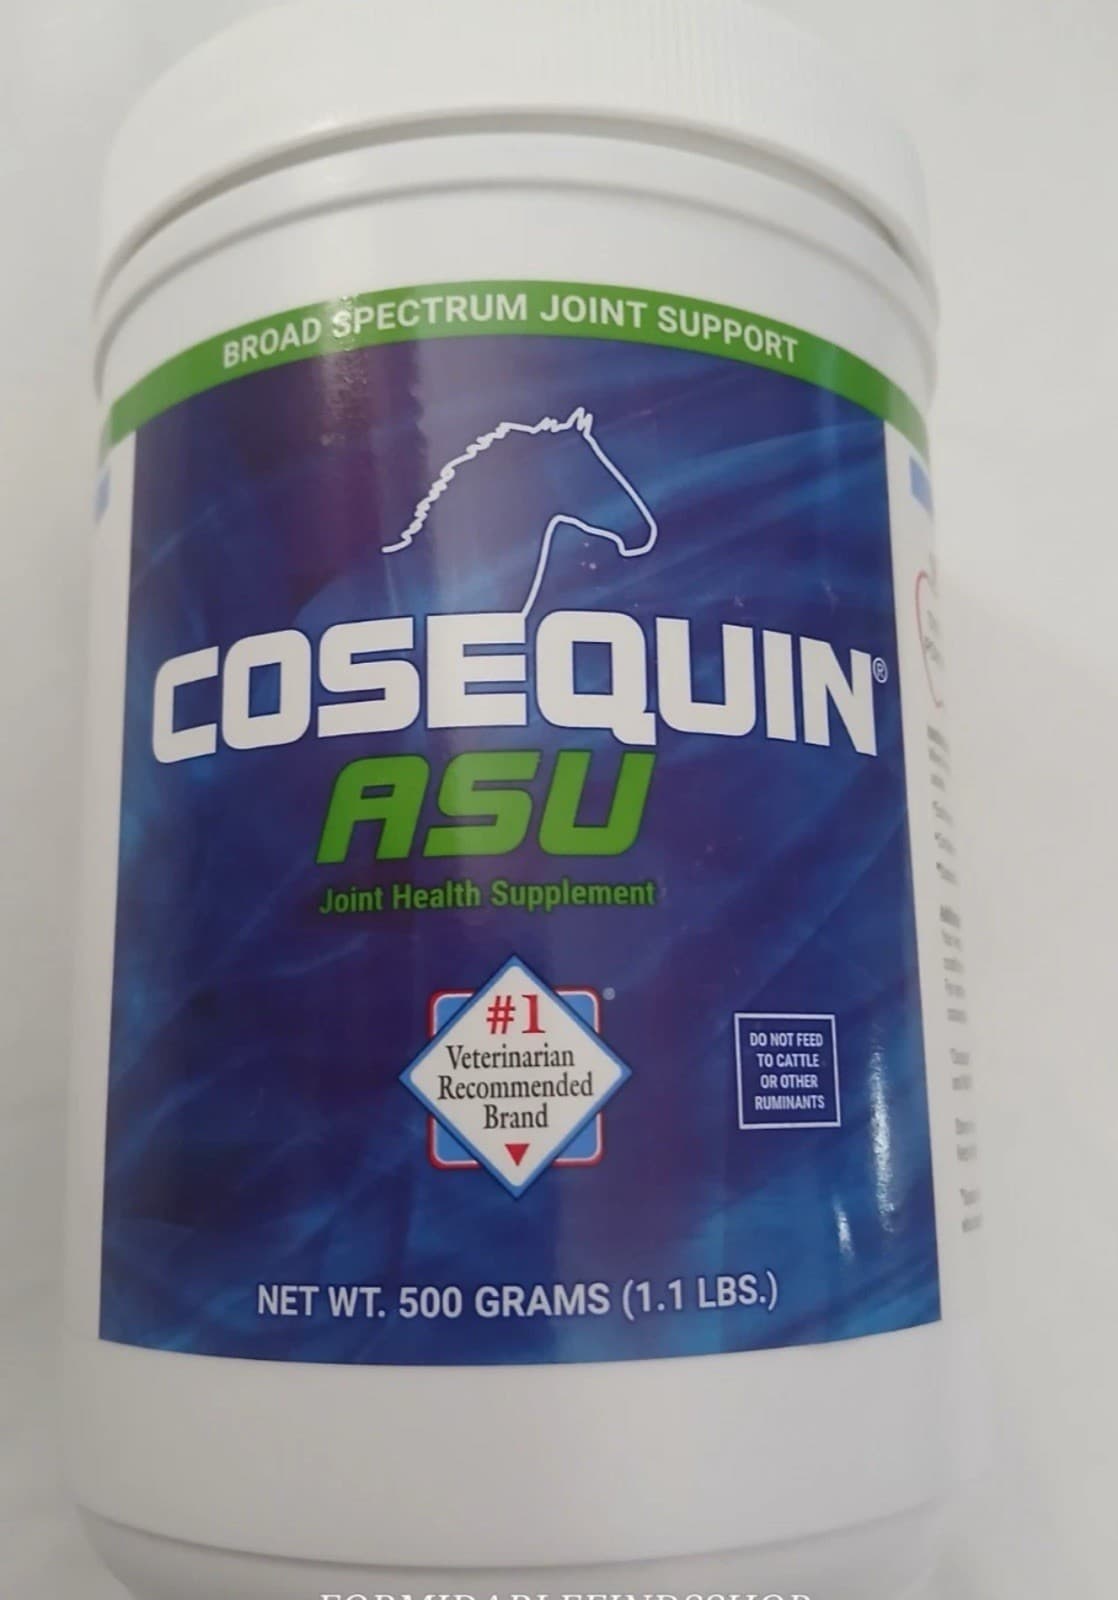 BROAD SPECTRUM JOINT SUPPORT
COSEQUIN®
ASU
Joint Health Supplement
#1
Veterinarian
Recommended
Brand
DO NOT FEED
TO CATTLE
OR OTHER
RUMINANTS
NET WT. 500 GRAMS (1.1 LBS.)